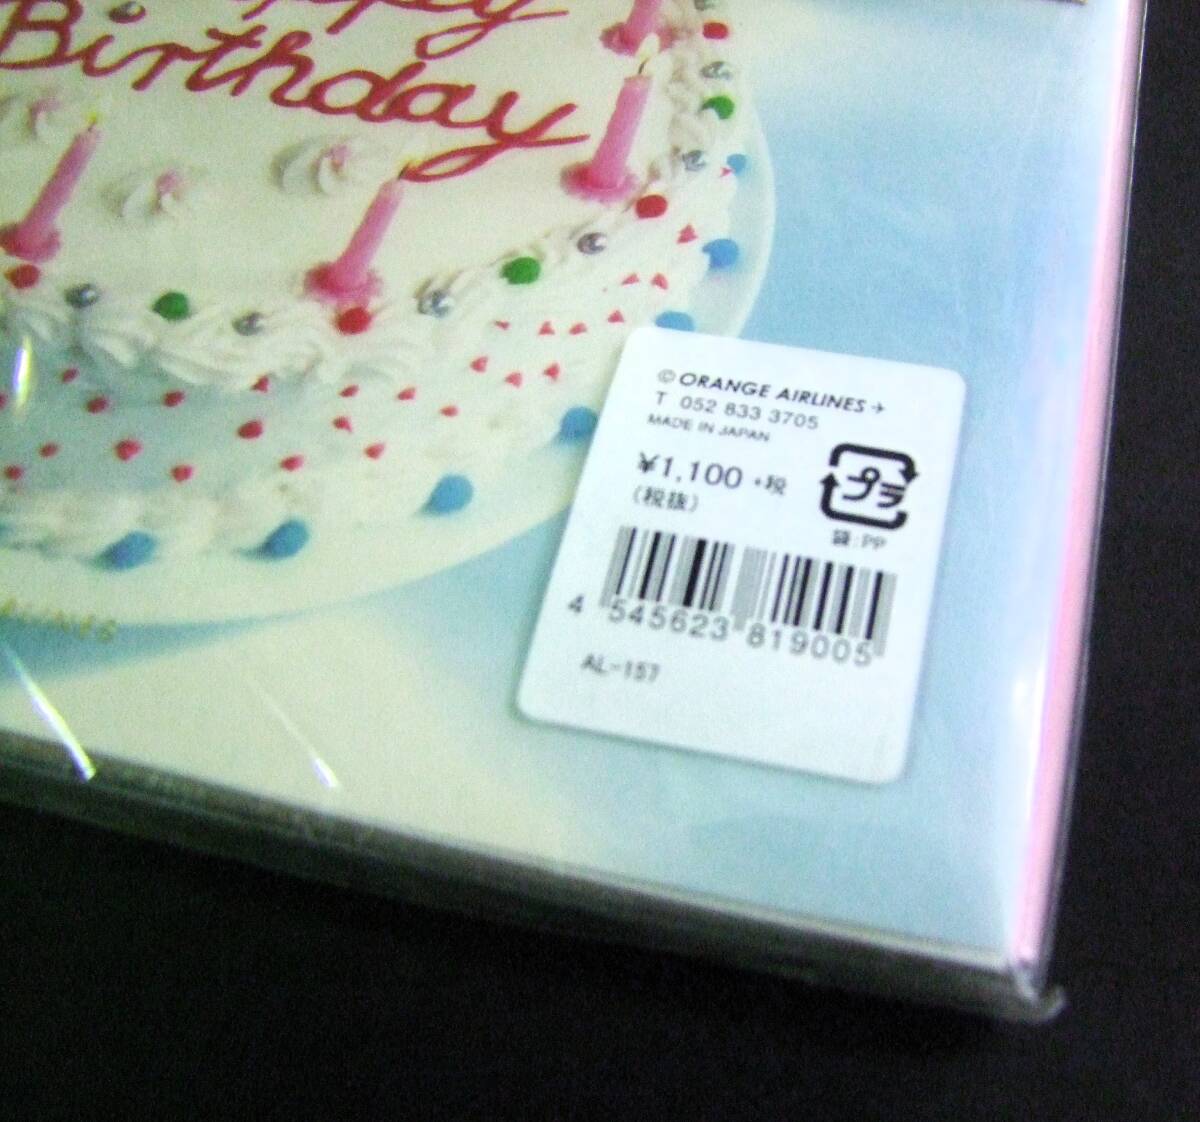 Birthday
© ORANGE AIRLINES✈
T 052 833 3705
MADE IN JAPAN
¥1,100 +税
(税抜)
プラ
袋:PP
4 545623 819005
AL-157